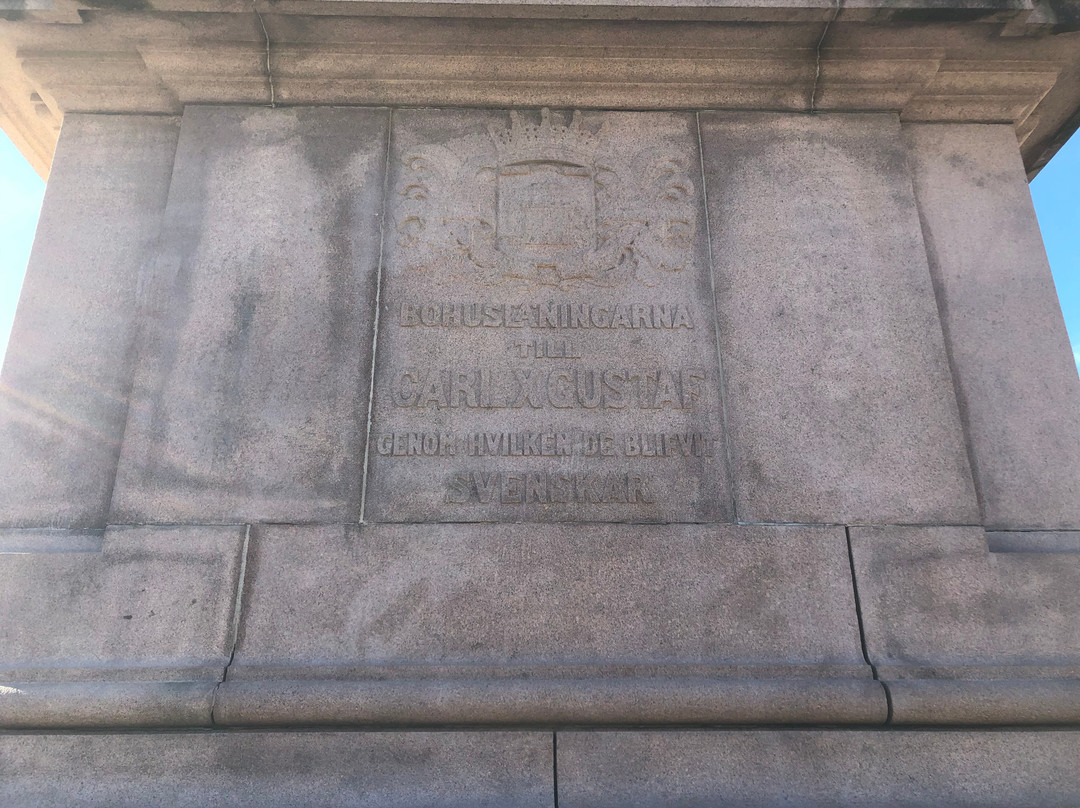 BOHUSLÄNINGARNA
TILL
CARL X GUSTAF
GENOM HVILKEN DE BLIFVIT
SVENSKAR